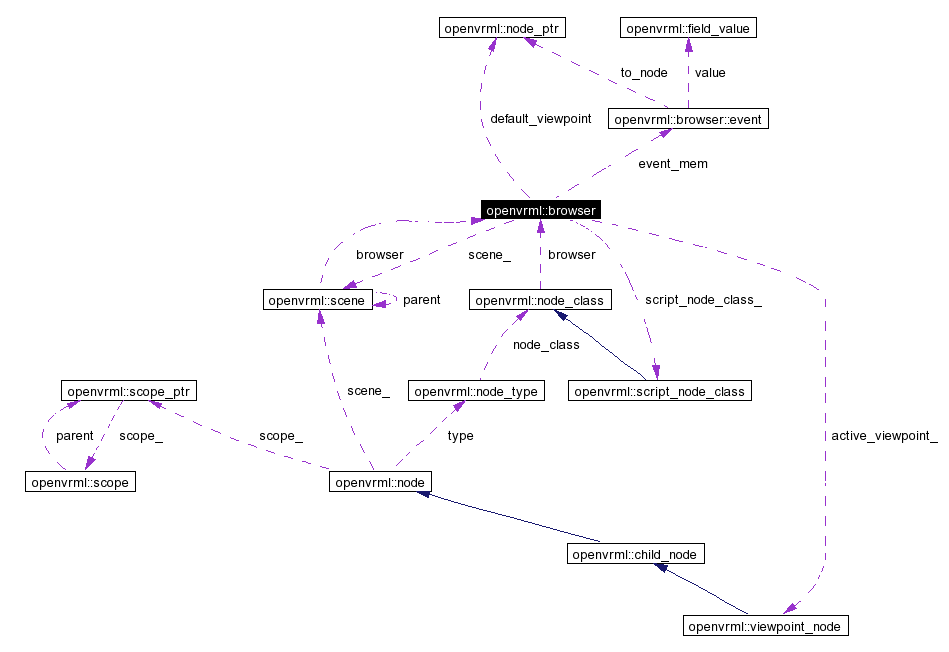 openvrml::node_ptr
openvrml::field_value
to_node
value
default_viewpoint
openvrml::browser::event
event_mem
openvrml::browser
browser
scene_
browser
openvrml::scene
parent
openvrml::node_class
script_node_class_
node_class
openvrml::scope_ptr
scene_
openvrml::node_type
openvrml::script_node_class
parent
scope_
scope_
type
active_viewpoint_
openvrml::scope
openvrml::node
openvrml::child_node
openvrml::viewpoint_node